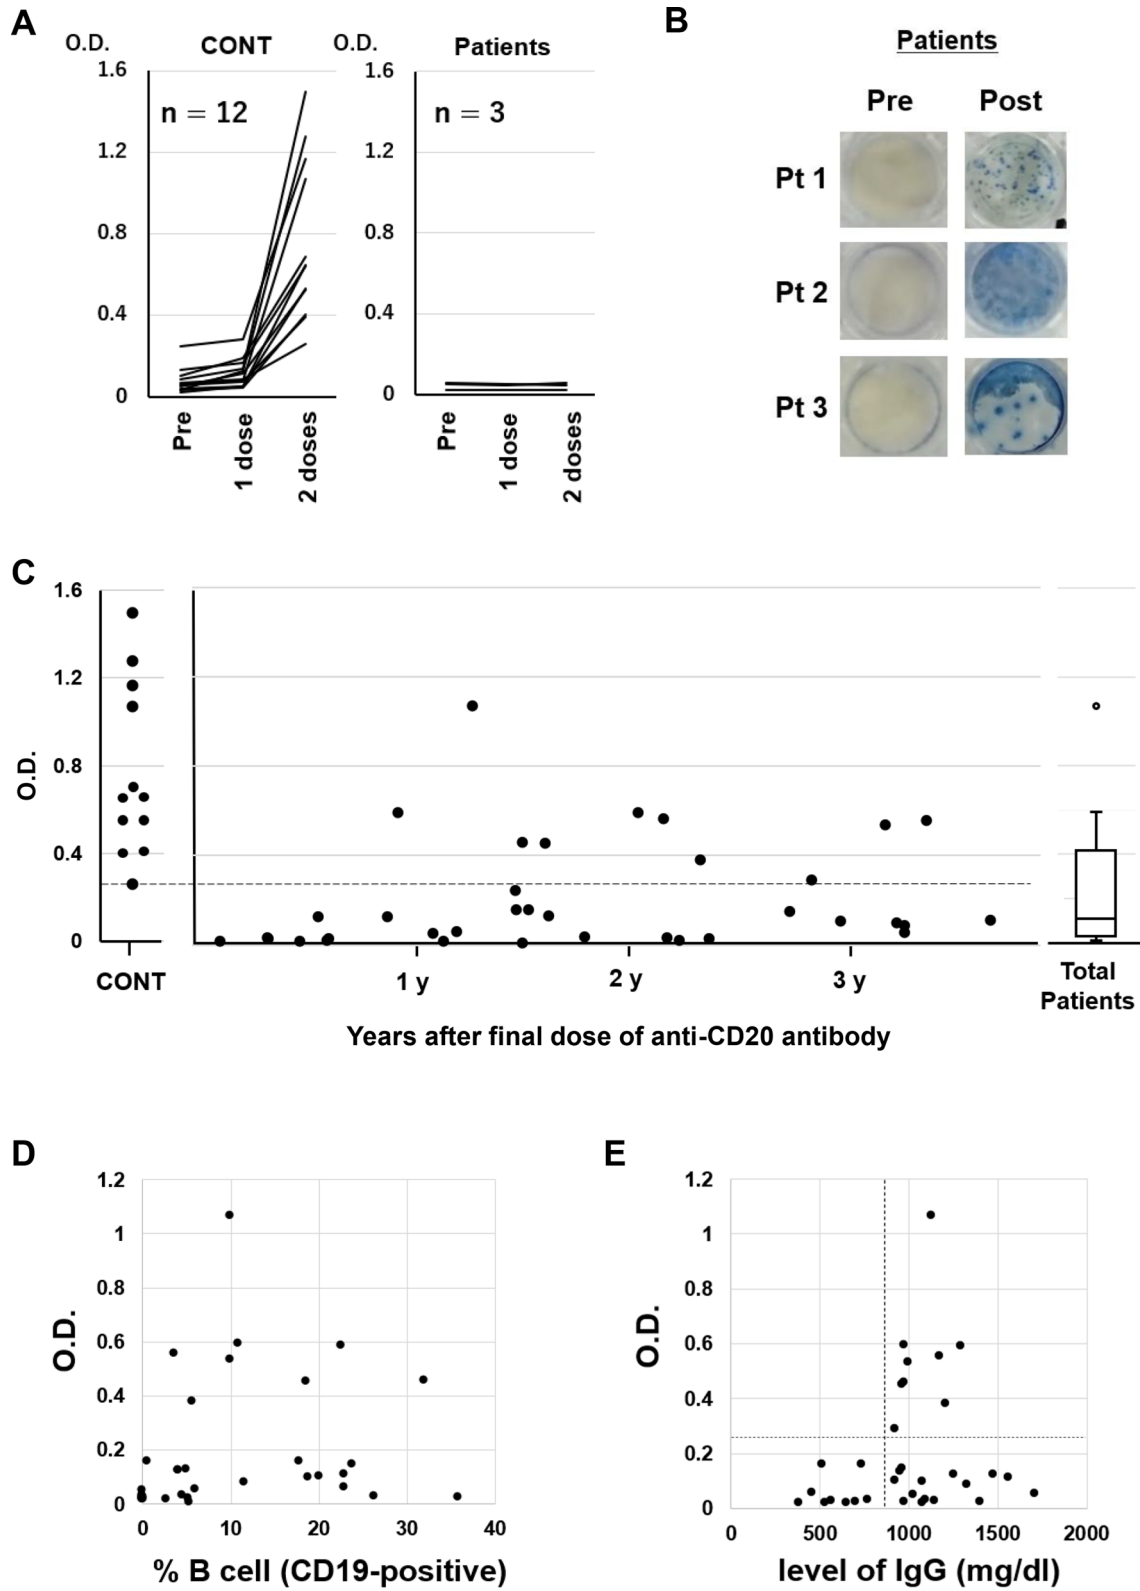 A
O.D.
CONT
n = 12
1.6
1.2
0.8
0.4
0
Pre
1 dose
2 doses
O.D.
Patients
n = 3
1.6
1.2
0.8
0.4
0
Pre
1 dose
2 doses
B
Patients
Pre
Post
Pt 1
Pt 2
Pt 3
C
O.D.
1.6
1.2
0.8
0.4
0
CONT
1 y
2 y
3 y
Total
Patients
Years after final dose of anti-CD20 antibody
D
O.D.
1.2
1
0.8
0.6
0.4
0.2
0
0
10
20
30
40
% B cell (CD19-positive)
E
O.D.
1.2
1
0.8
0.6
0.4
0.2
0
0
500
1000
1500
2000
level of IgG (mg/dl)